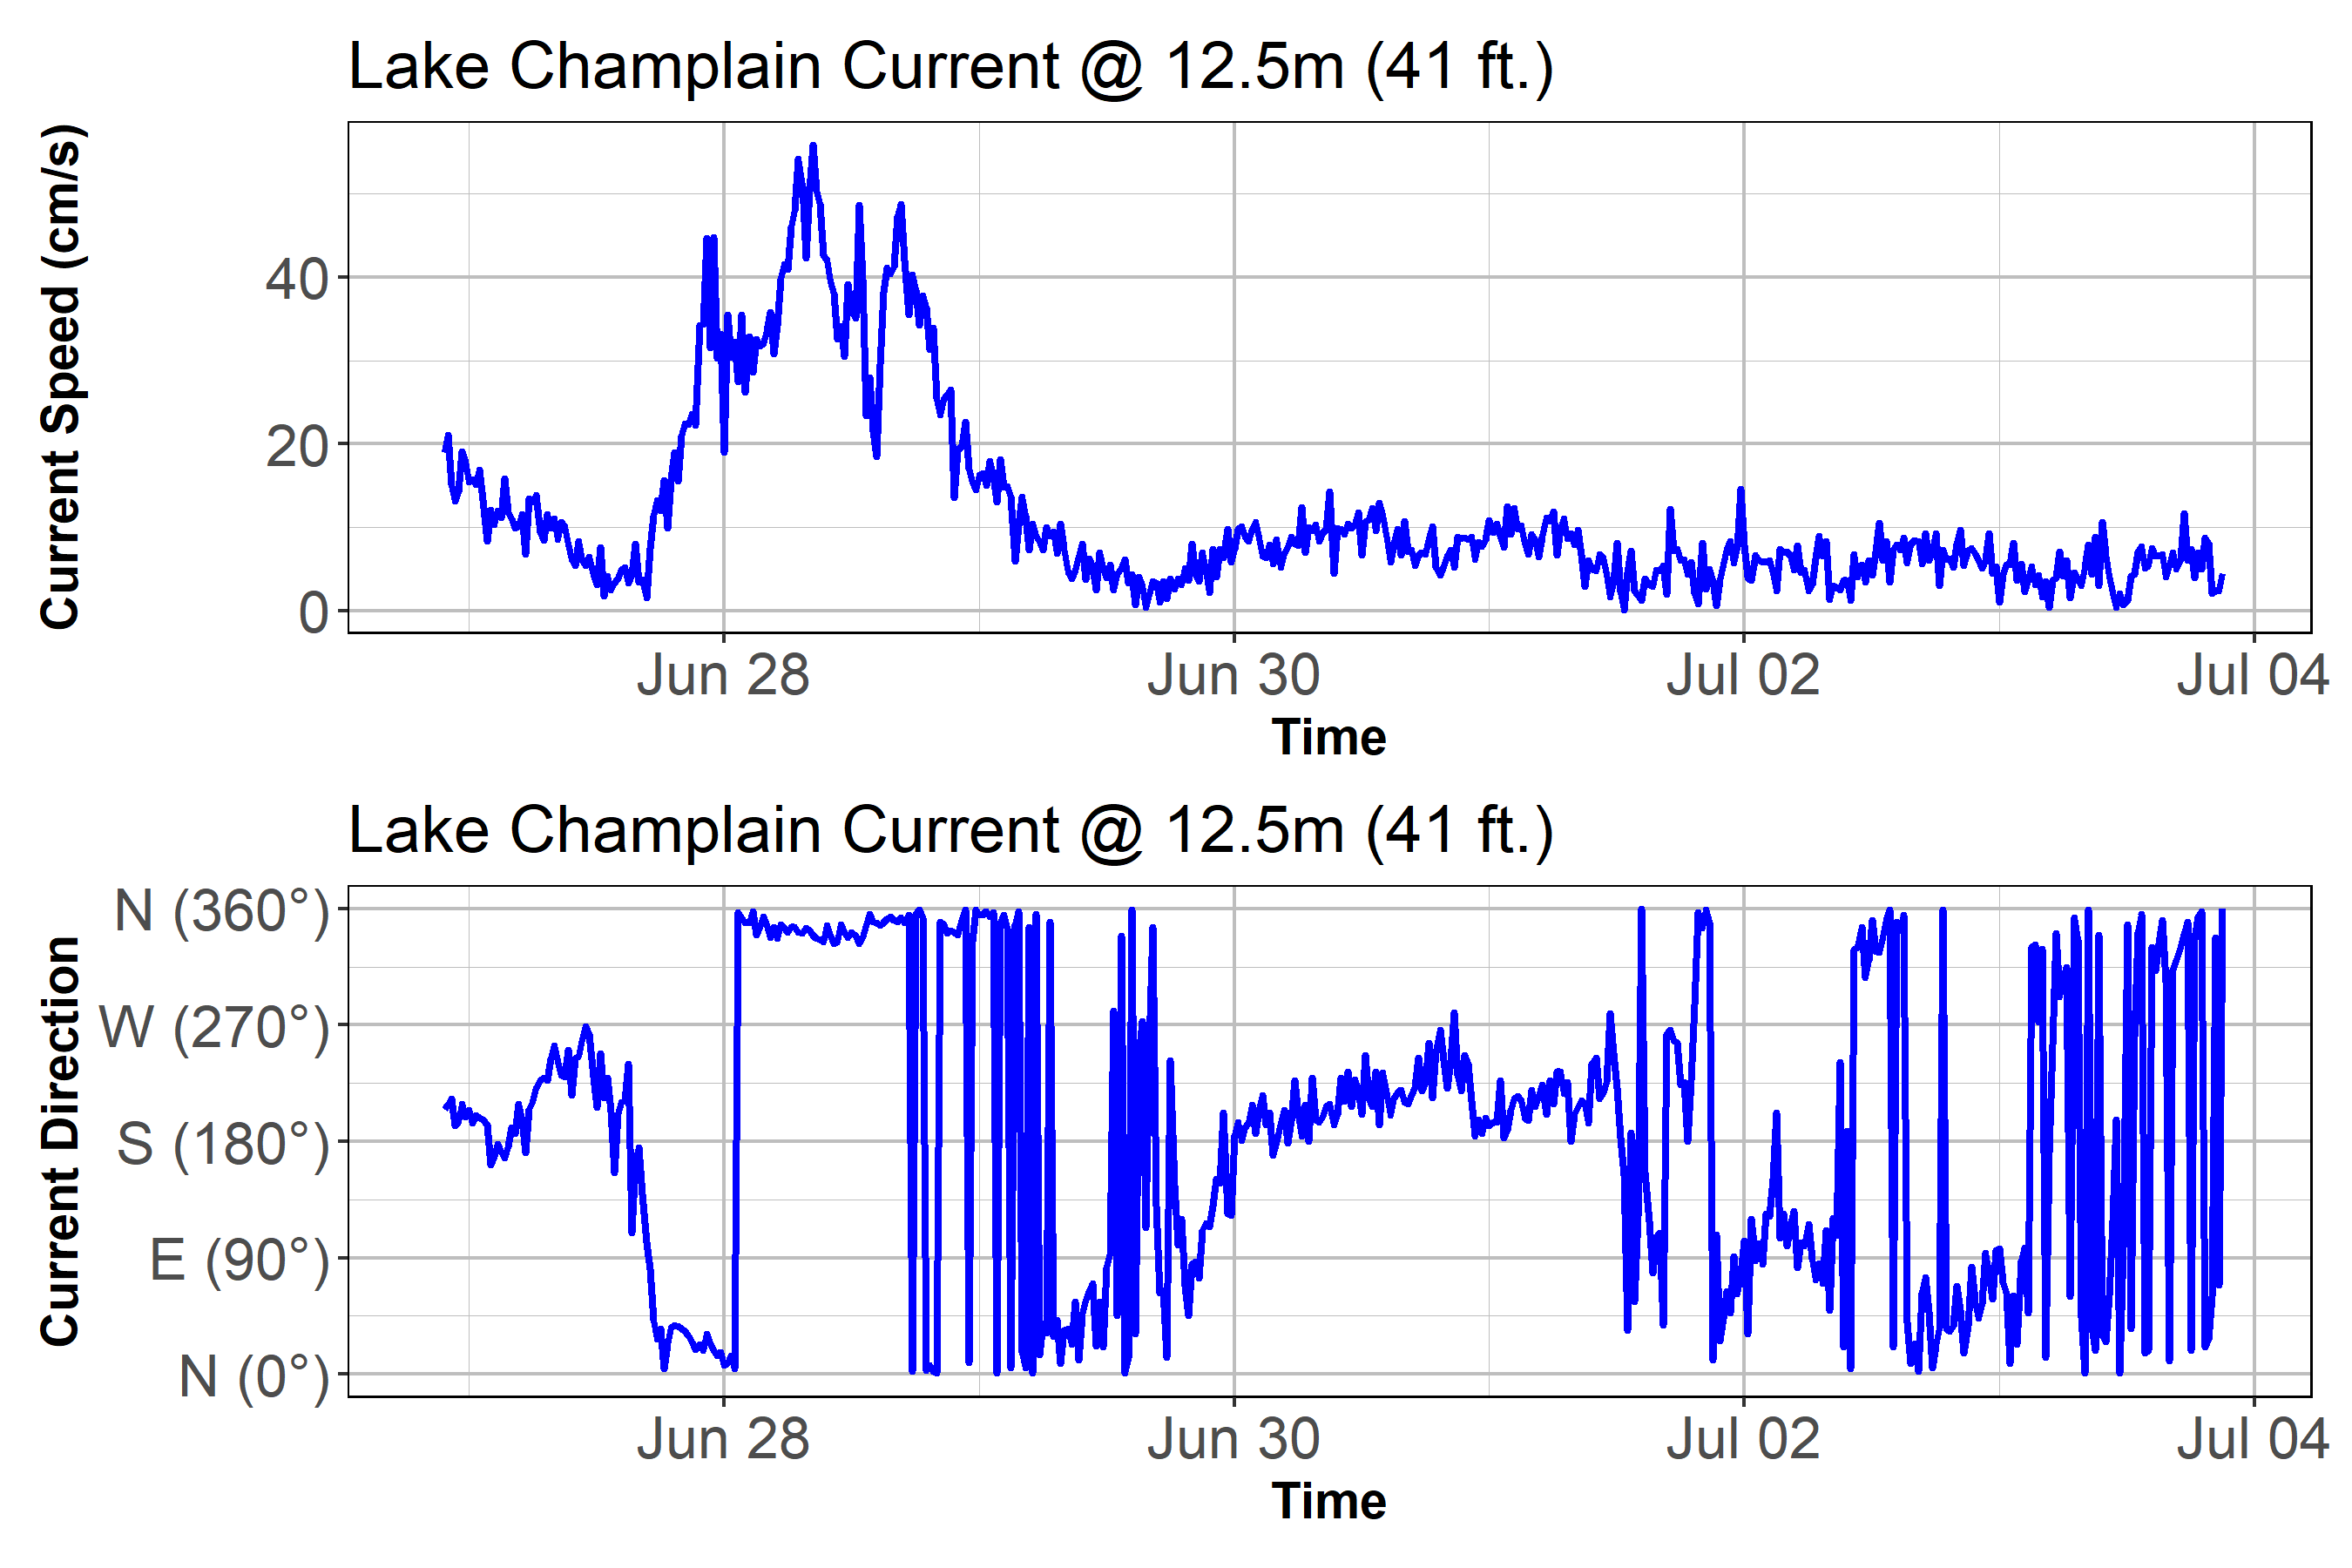 Lake Champlain Current @ 12.5m (41 ft.)
Current Speed (cm/s)
40
20
0
Jun 28 Jun 30 Jul 02 Jul 04
Time
Lake Champlain Current @ 12.5m (41 ft.)
Current Direction
N (360°)
W (270°)
S (180°)
E (90°)
N (0°)
Jun 28 Jun 30 Jul 02 Jul 04
Time